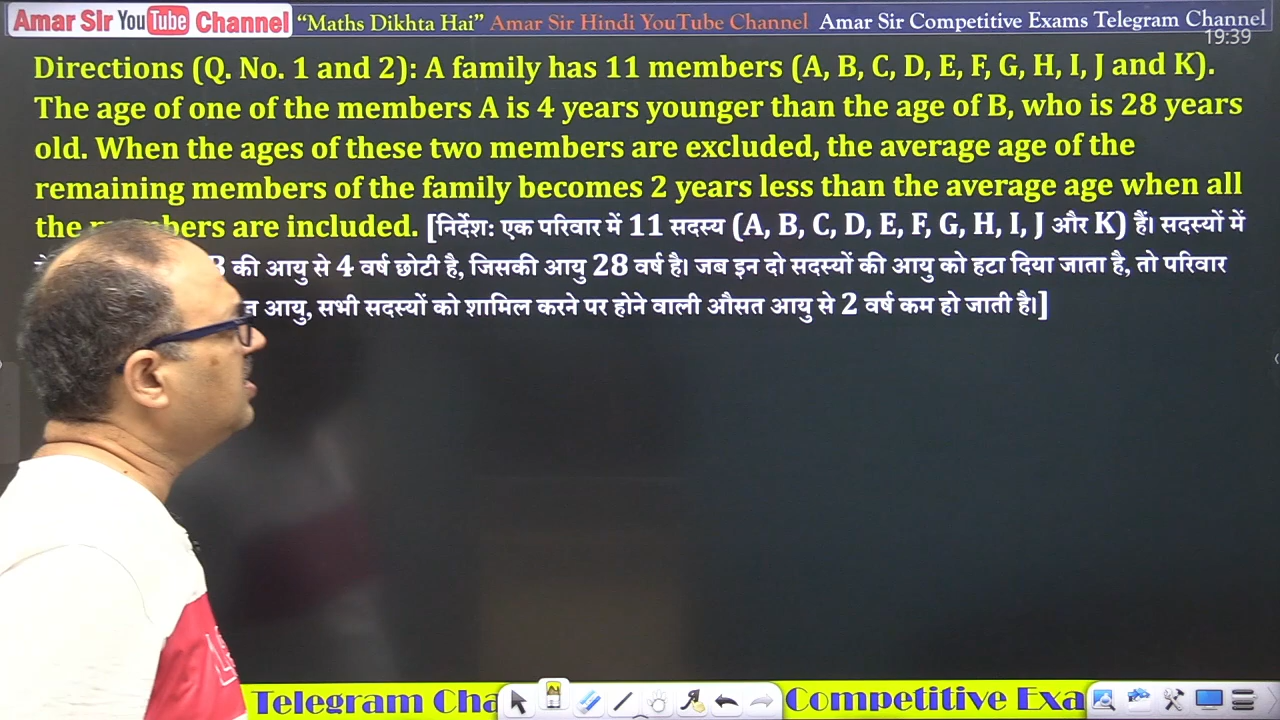 Amar SIr YouTube Channel "Maths Dikhta Hai" Amar Sir Hindi YouTube Channel Amar Sir Competitive Exams Telegram Channel
19:39
Directions (Q. No. 1 and 2): A family has 11 members (A, B, C, D, E, F, G, H, I, J and K).
The age of one of the members A is 4 years younger than the age of B, who is 28 years
old. When the ages of these two members are excluded, the average age of the
remaining members of the family becomes 2 years less than the average age when all
the members are included. [निर्देश: एक परिवार में 11 सदस्य (A, B, C, D, E, F, G, H, I, J और K) हैं। सदस्यों में
B की आयु से 4 वर्ष छोटी है, जिसकी आयु 28 वर्ष है। जब इन दो सदस्यों की आयु को हटा दिया जाता है, तो परिवार
आयु, सभी सदस्यों को शामिल करने पर होने वाली औसत आयु से 2 वर्ष कम हो जाती है।]
Telegram Cha Competitive Exa